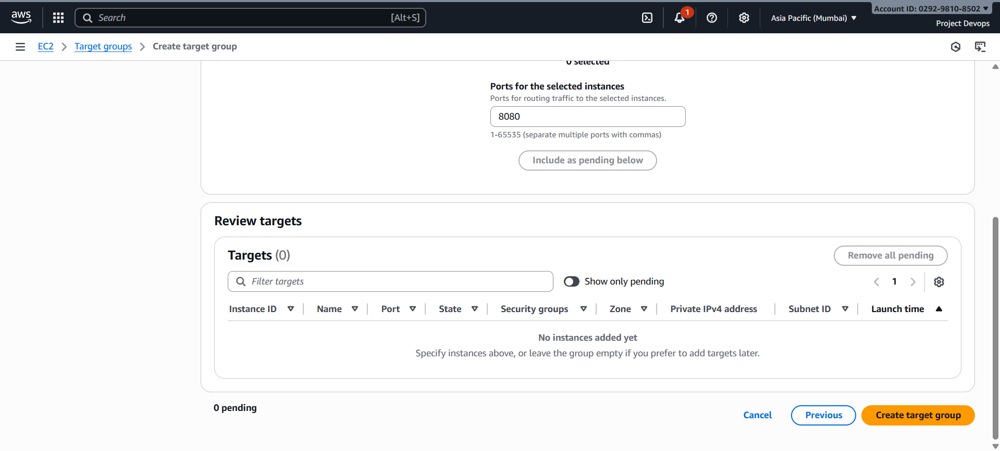 aws
Search [Alt+S]
1
Asia Pacific (Mumbai)
Account ID: 0292-9810-8502
Project Devops
EC2 Target groups Create target group
0 selected
Ports for the selected instances
Ports for routing traffic to the selected instances.
8080
1-65535 (separate multiple ports with commas)
Include as pending below
Review targets
Targets (0)
Remove all pending
Filter targets
Show only pending
1
Instance ID Name Port State Security groups Zone Private IPv4 address Subnet ID Launch time
No instances added yet
Specify instances above, or leave the group empty if you prefer to add targets later.
0 pending
Cancel Previous Create target group